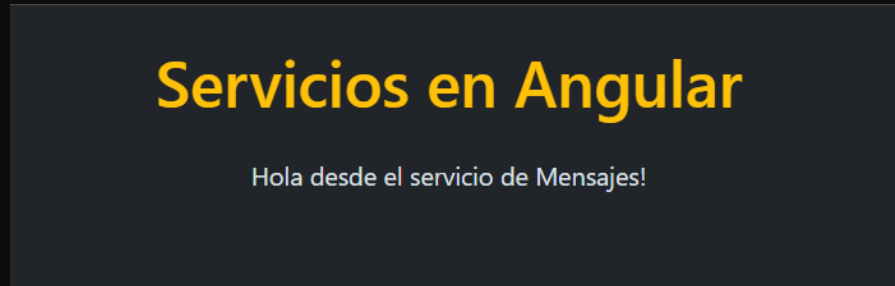 Servicios en Angular
Hola desde el servicio de Mensajes!